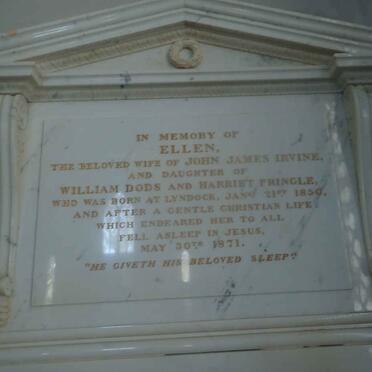 IN MEMORY OF
ELLEN,
THE BELOVED WIFE OF JOHN JAMES IRVINE,
AND DAUGHTER OF
WILLIAM DODS AND HARRIET PRINGLE,
WHO WAS BORN AT LYNDOCK, JANY 21ST 1850,
AND AFTER A GENTLE CHRISTIAN LIFE
WHICH ENDEARED HER TO ALL
FELL ASLEEP IN JESUS,
MAY 30TH 1871.
"HE GIVETH HIS BELOVED SLEEP."